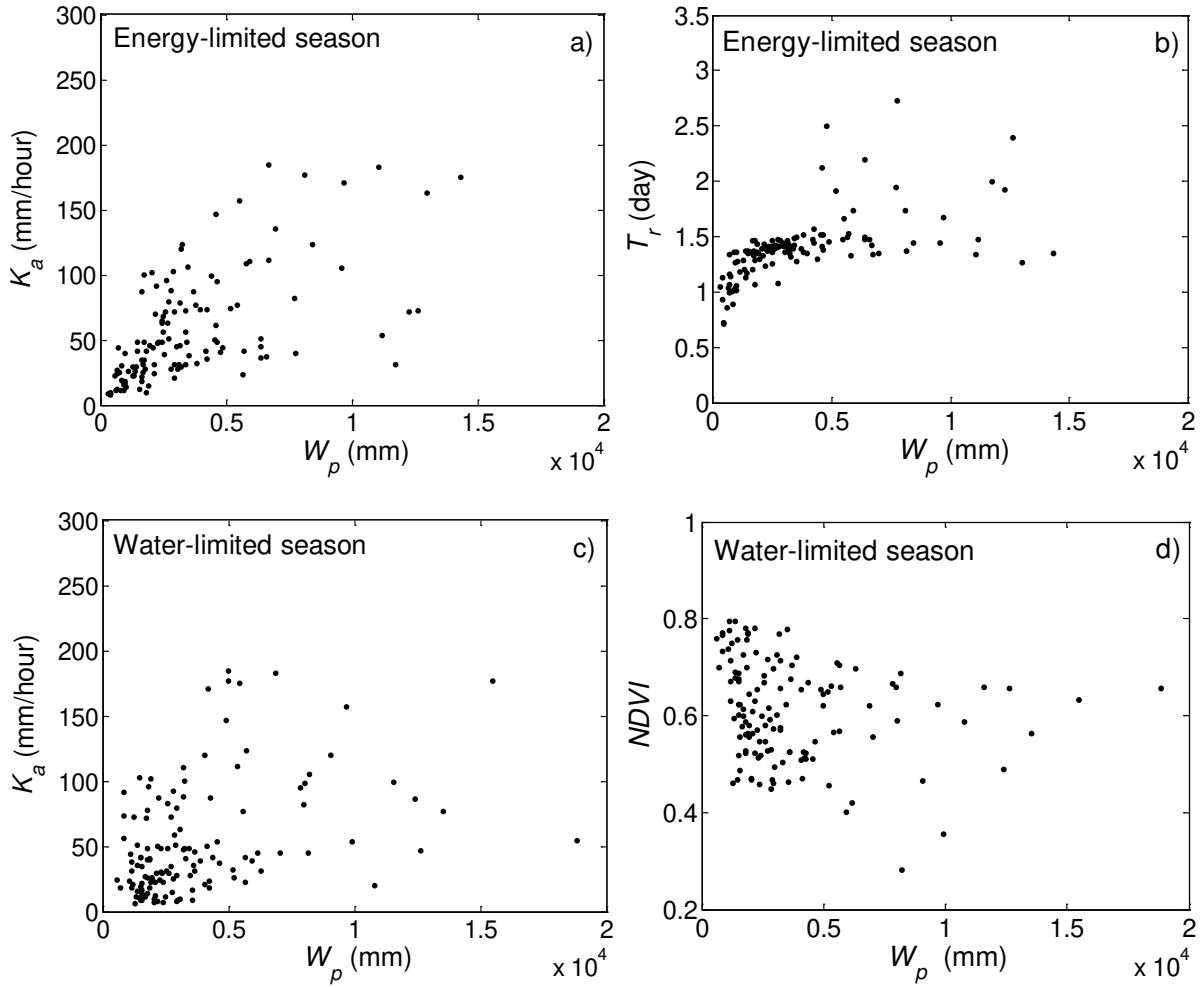 300
250
200
150
100
50
0
K_a (mm/hour)
Energy-limited season
a)
0 0.5 1 1.5 2
W_p (mm)
x 10^4
3.5
3
2.5
2
1.5
1
0.5
0
T_r (day)
Energy-limited season
b)
0 0.5 1 1.5 2
W_p (mm)
x 10^4
300
250
200
150
100
50
0
K_a (mm/hour)
Water-limited season
c)
0 0.5 1 1.5 2
W_p (mm)
x 10^4
1
0.8
0.6
0.4
0.2
NDVI
Water-limited season
d)
0 0.5 1 1.5 2
W_p (mm)
x 10^4